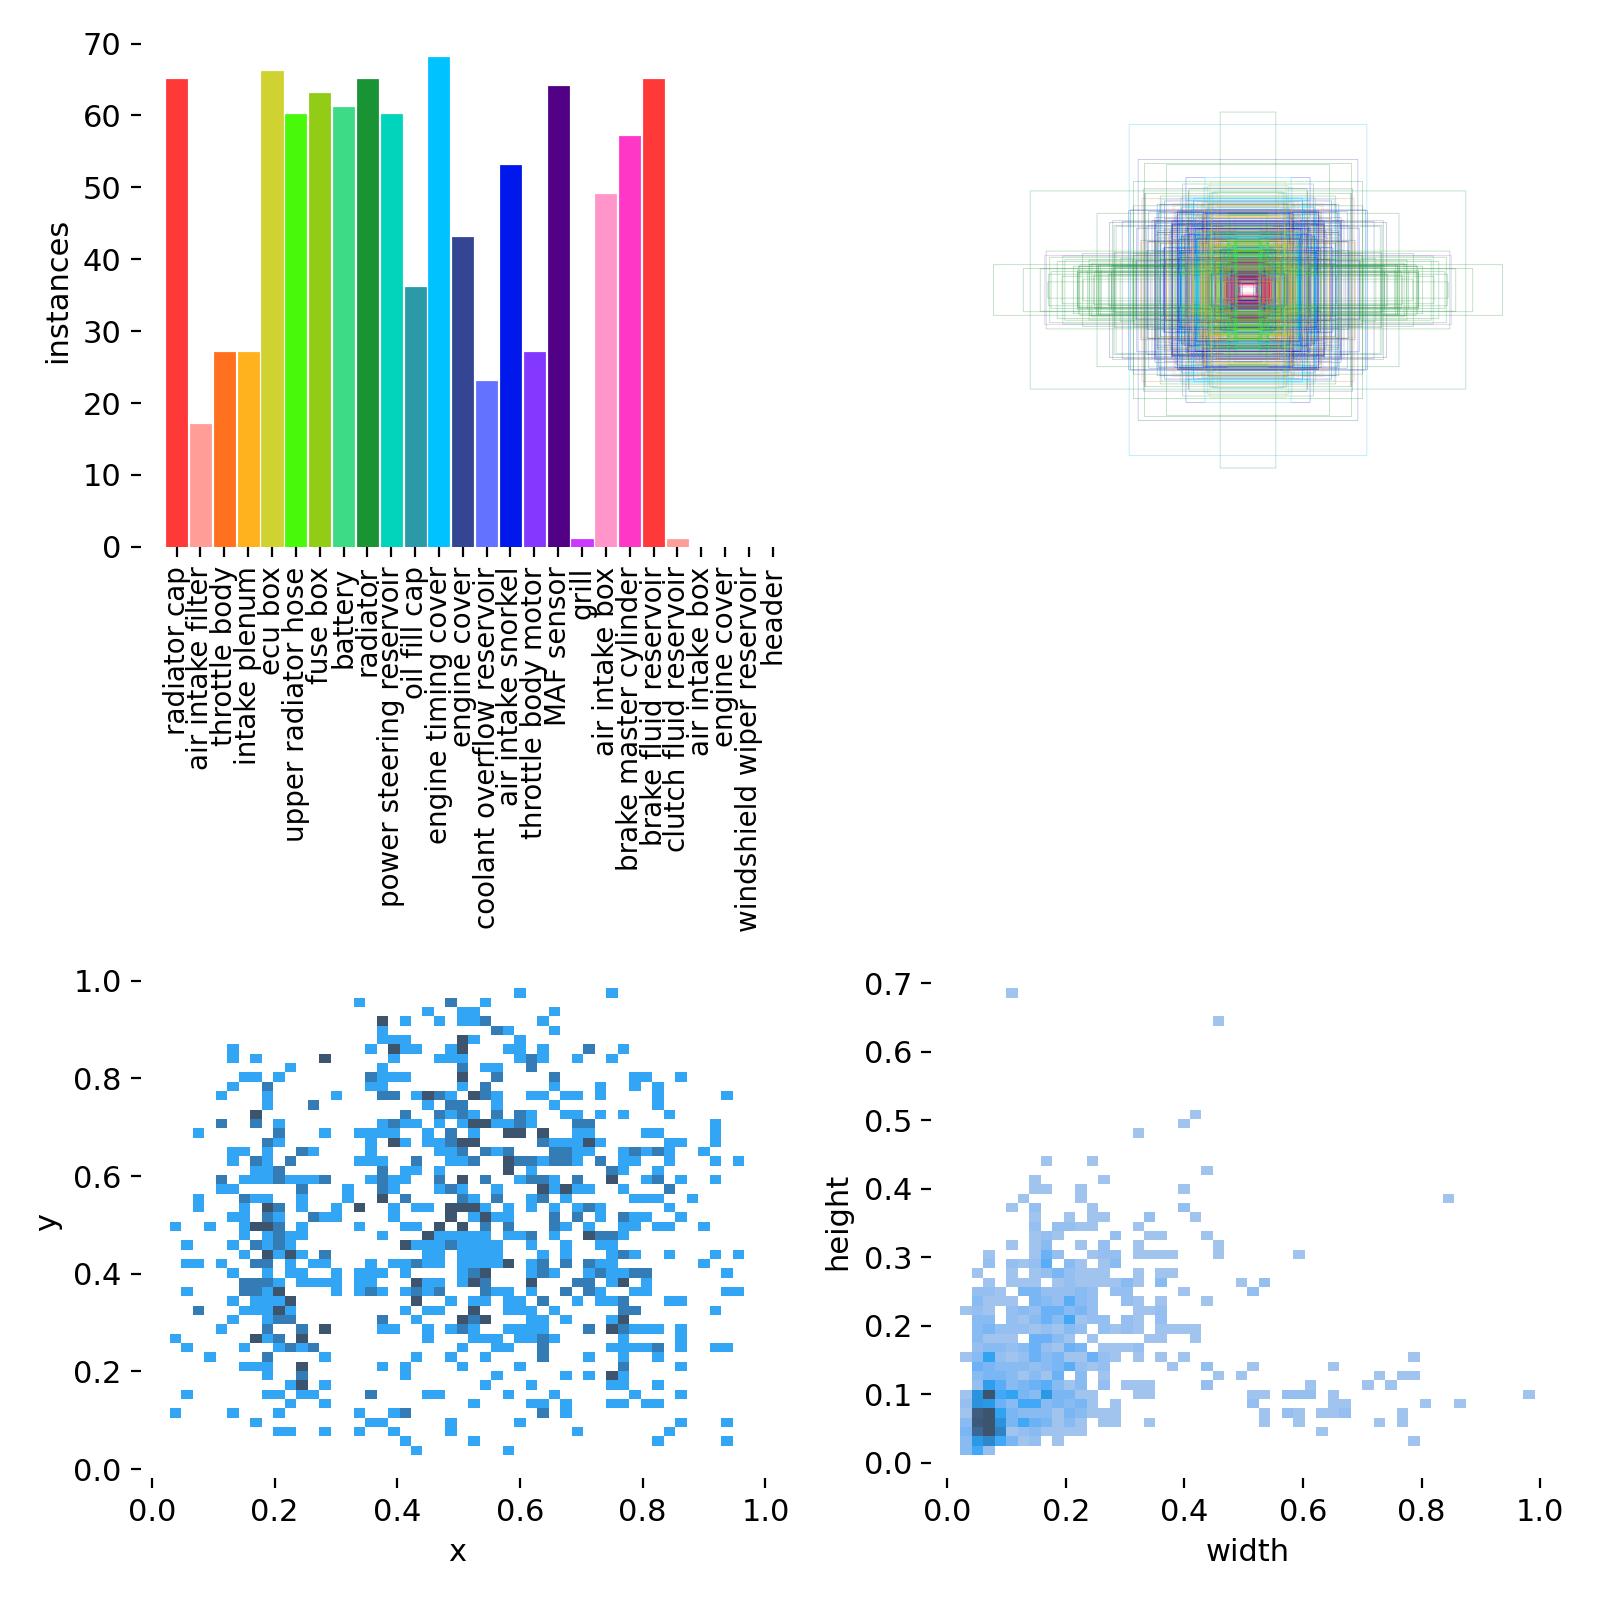 70
60
50
40
30
20
10
0
instances
radiator cap
air intake filter
throttle body
intake plenum
ecu box
upper radiator hose
fuse box
battery
radiator
power steering reservoir
oil fill cap
engine timing cover
engine cover
coolant overflow reservoir
air intake snorkel
throttle body motor
MAF sensor
grill
air intake box
brake master cylinder
brake fluid reservoir
clutch fluid reservoir
air intake box
engine cover
windshield wiper reservoir
header
1.0
0.8
0.6
0.4
0.2
0.0
y
0.0 0.2 0.4 0.6 0.8 1.0
x
0.7
0.6
0.5
0.4
0.3
0.2
0.1
0.0
height
0.0 0.2 0.4 0.6 0.8 1.0
width